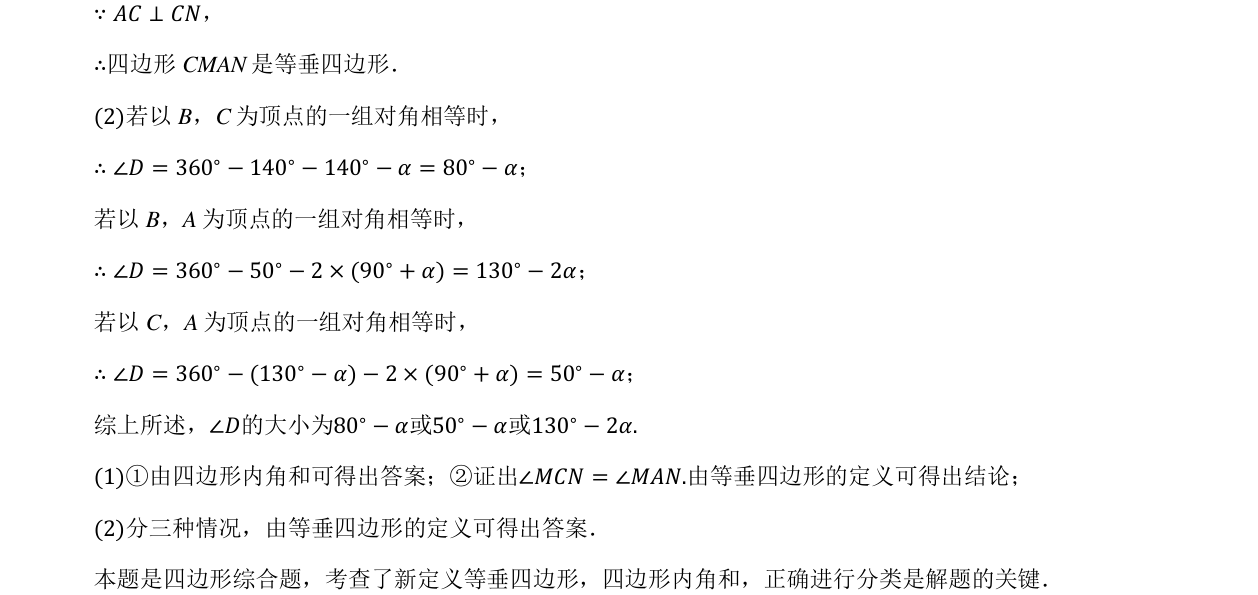 ∵ AC ⊥ CN，
∴四边形 CMAN 是等垂四边形．
(2)若以 B，C 为顶点的一组对角相等时，
∴ ∠D = 360° − 140° − 140° − α = 80° − α；
若以 B，A 为顶点的一组对角相等时，
∴ ∠D = 360° − 50° − 2 × (90° + α) = 130° − 2α；
若以 C，A 为顶点的一组对角相等时，
∴ ∠D = 360° − (130° − α) − 2 × (90° + α) = 50° − α；
综上所述，∠D的大小为80° − α或50° − α或130° − 2α.
(1)①由四边形内角和可得出答案；②证出∠MCN = ∠MAN.由等垂四边形的定义可得出结论；
(2)分三种情况，由等垂四边形的定义可得出答案．
本题是四边形综合题，考查了新定义等垂四边形，四边形内角和，正确进行分类是解题的关键．